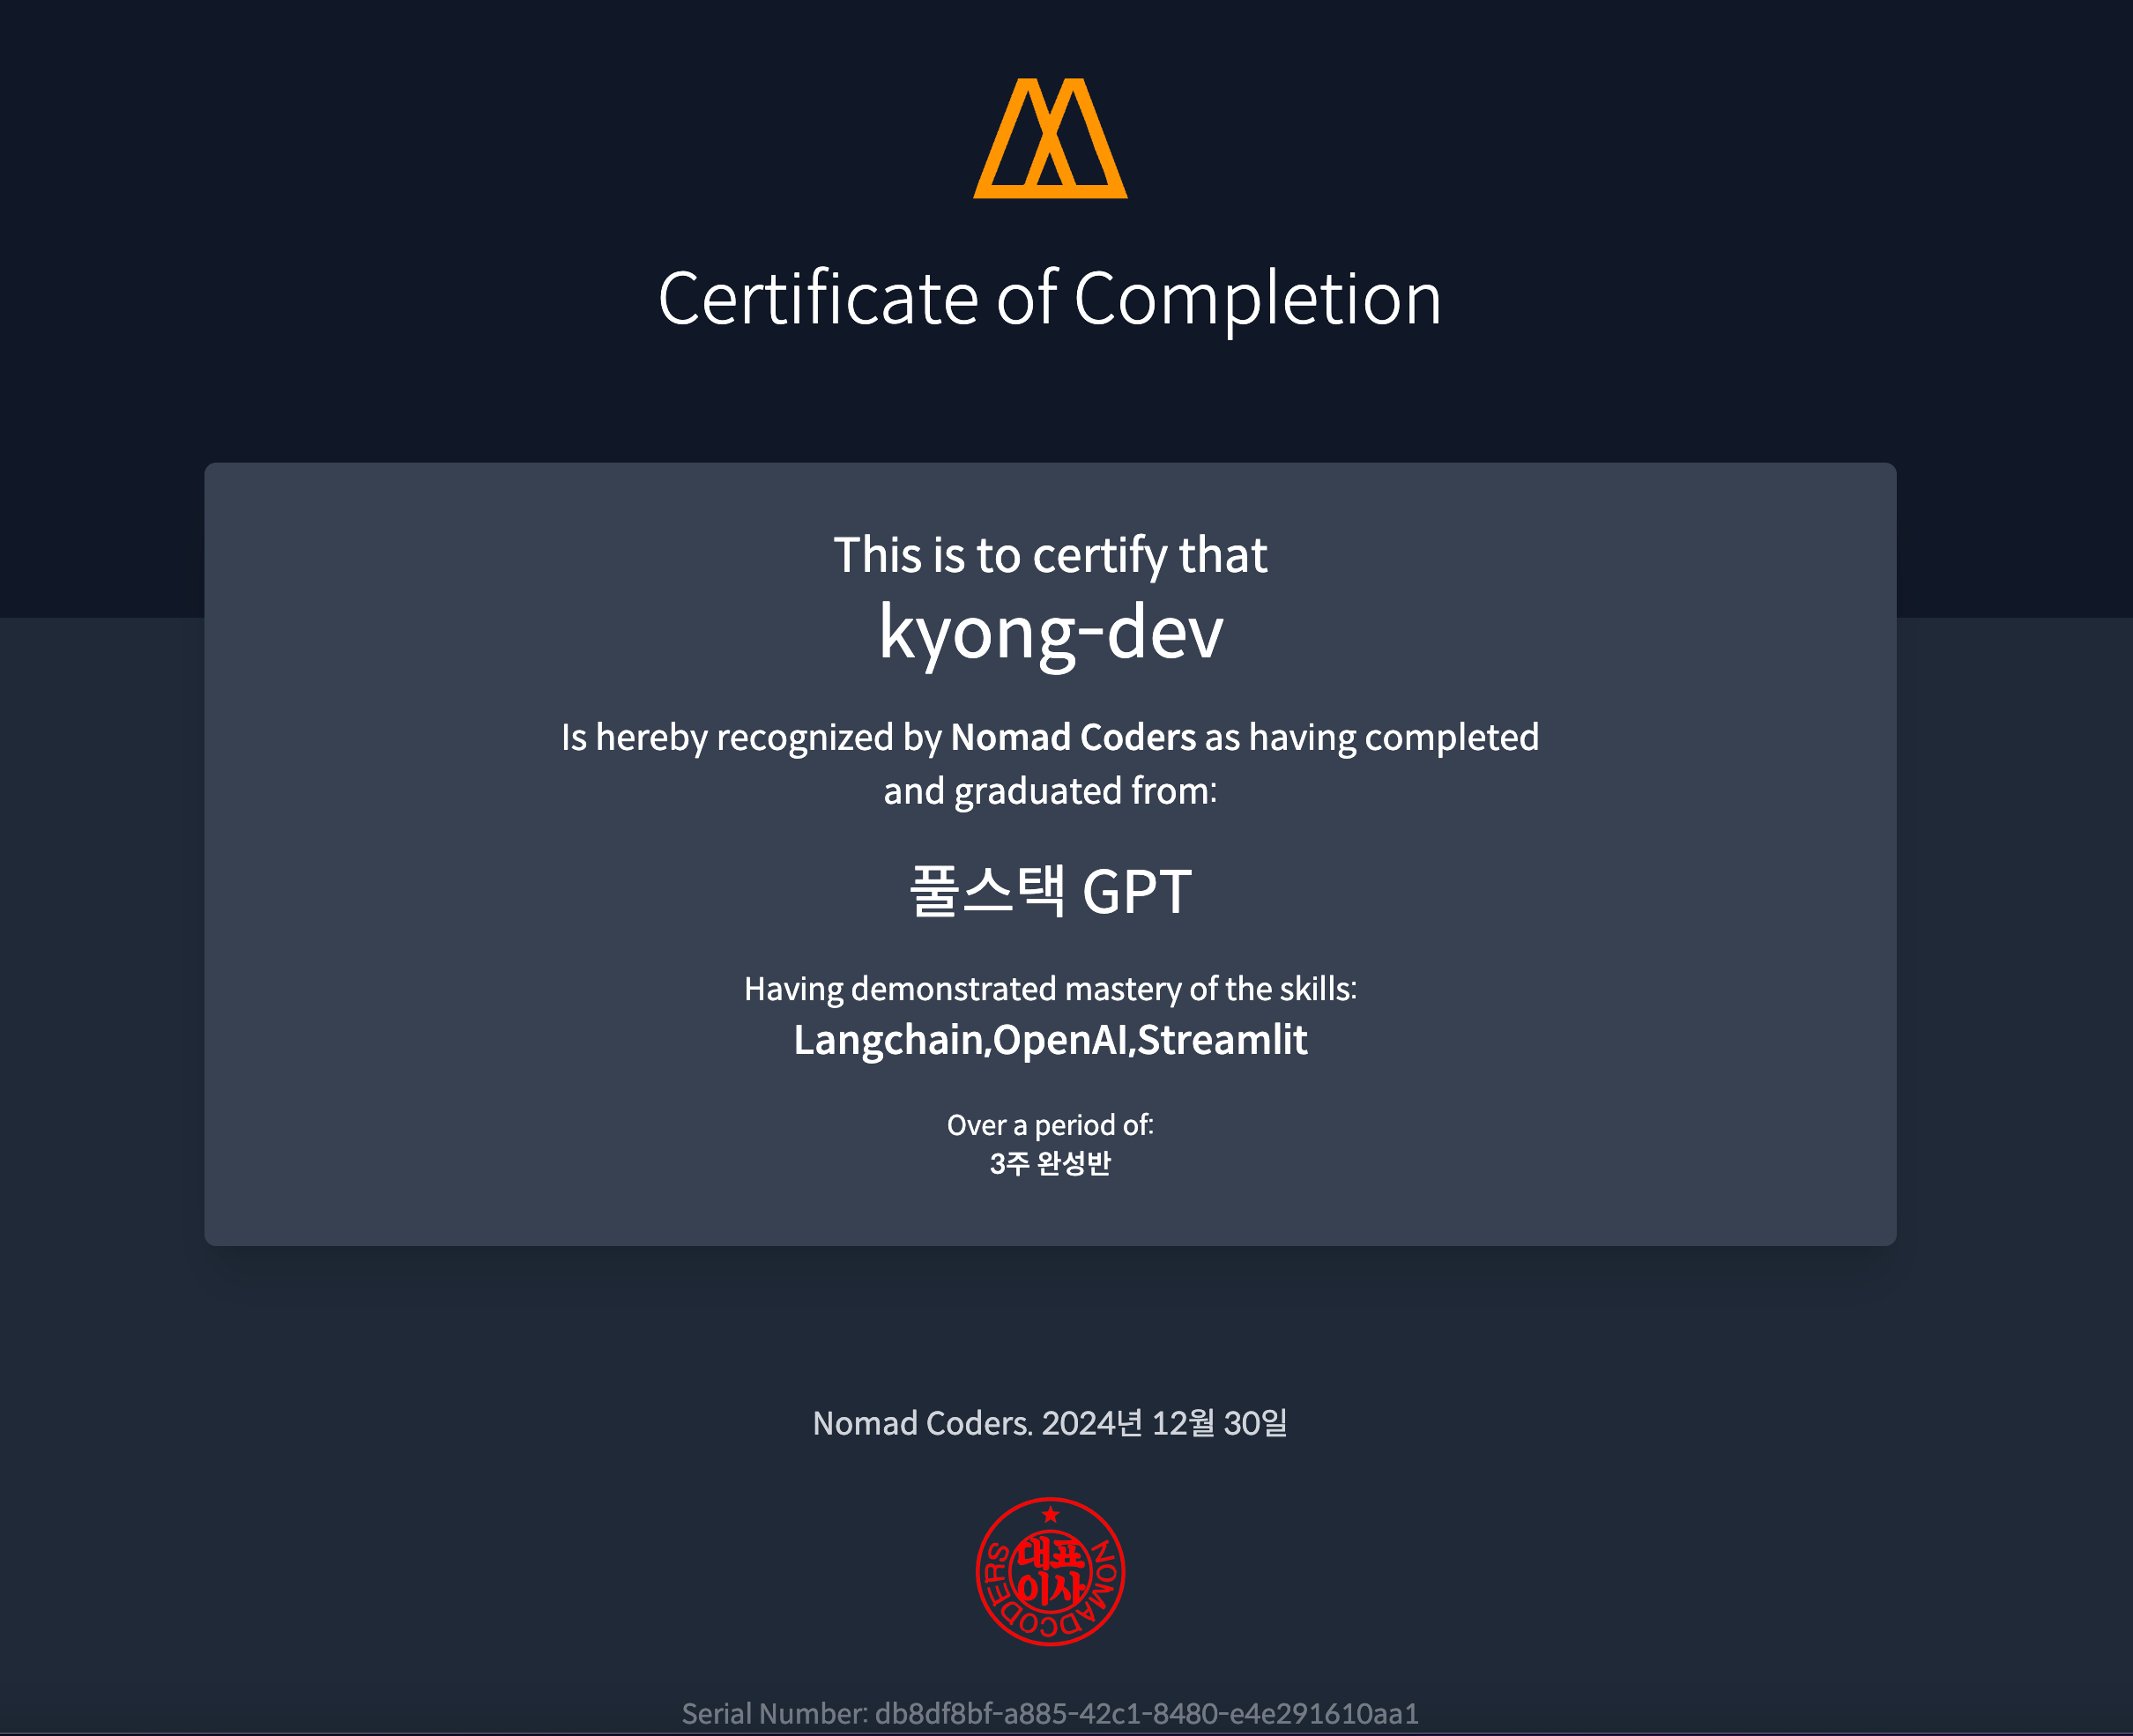 Certificate of Completion
This is to certify that
kyong-dev
Is hereby recognized by Nomad Coders as having completed
and graduated from:
풀스택 GPT
Having demonstrated mastery of the skills:
Langchain,OpenAI,Streamlit
Over a period of:
3주 완성반
Nomad Coders. 2024년 12월 30일
대표
이사
NOMADCODERS
Serial Number: db8df8bf-a885-42c1-8480-e4e291610aa1